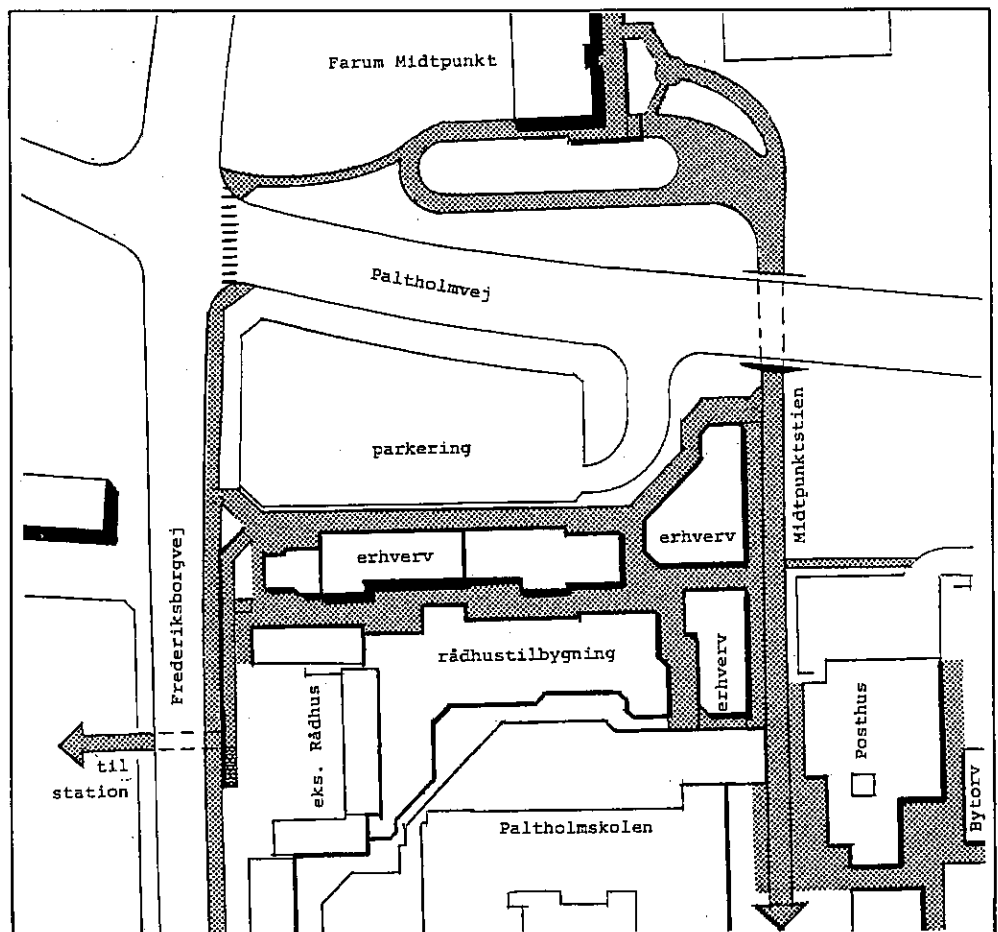 Farum Midtpunkt
Paltholmvej
parkering
Midtpunktstien
erhverv
erhverv
Frederiksborgvej
rådhustilbygning
erhverv
eks. Rådhus
Posthus
til
station
Bytorv
Paltholmskolen